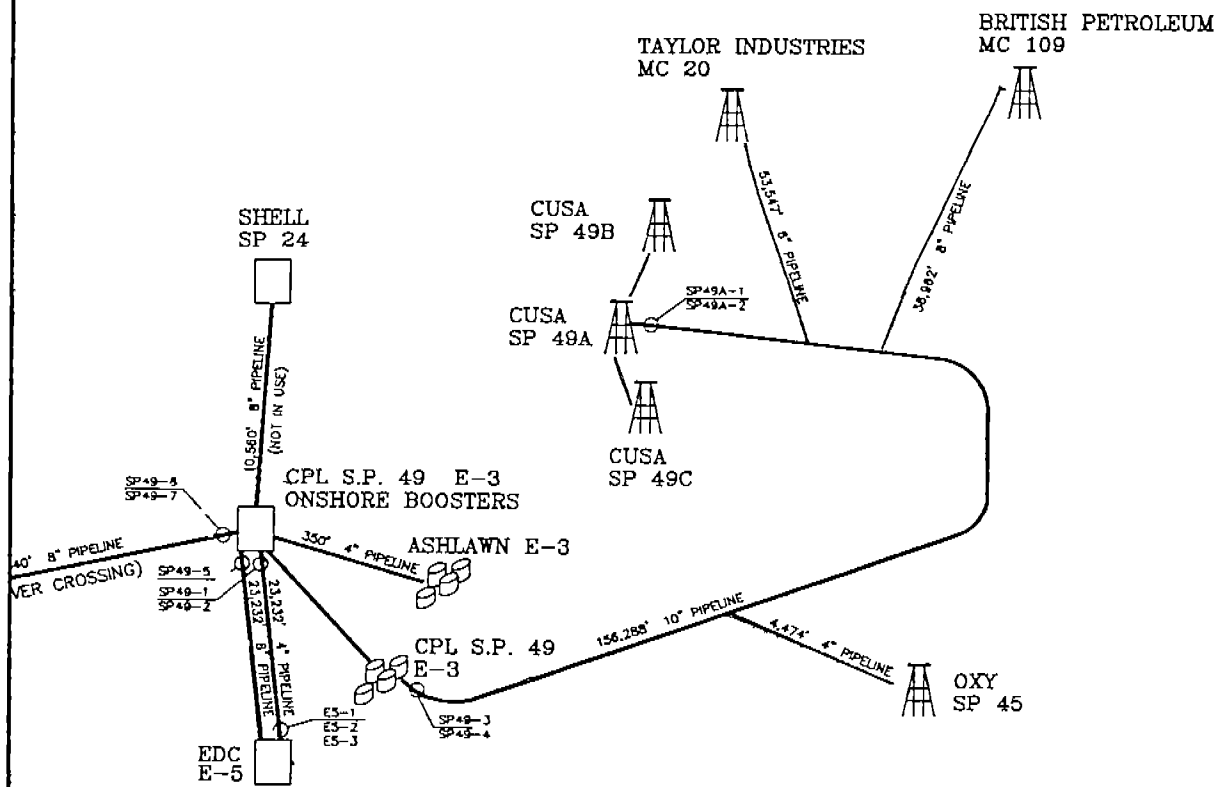 BRITISH PETROLEUM
MC 109
TAYLOR INDUSTRIES
MC 20
53,547' 8" PIPELINE
38,982' 8" PIPELINE
CUSA
SP 49B
SHELL
SP 24
SP49A-1
SP49A-2
CUSA
SP 49A
10,560' 8" PIPELINE
(NOT IN USE)
CUSA
SP 49C
CPL S.P. 49 E-3
ONSHORE BOOSTERS
SP49-6
SP49-7
350' 4" PIPELINE
ASHLAWN E-3
40' 8" PIPELINE
VER CROSSING)
SP49-5
SP49-1
SP49-2
23,232' 8" PIPELINE
23,232' 4" PIPELINE
156,288' 10" PIPELINE
4,474' 4" PIPELINE
CPL S.P. 49
E-3
OXY
SP 45
E5-1
E5-2
E5-3
SP49-3
SP49-4
EDC
E-5